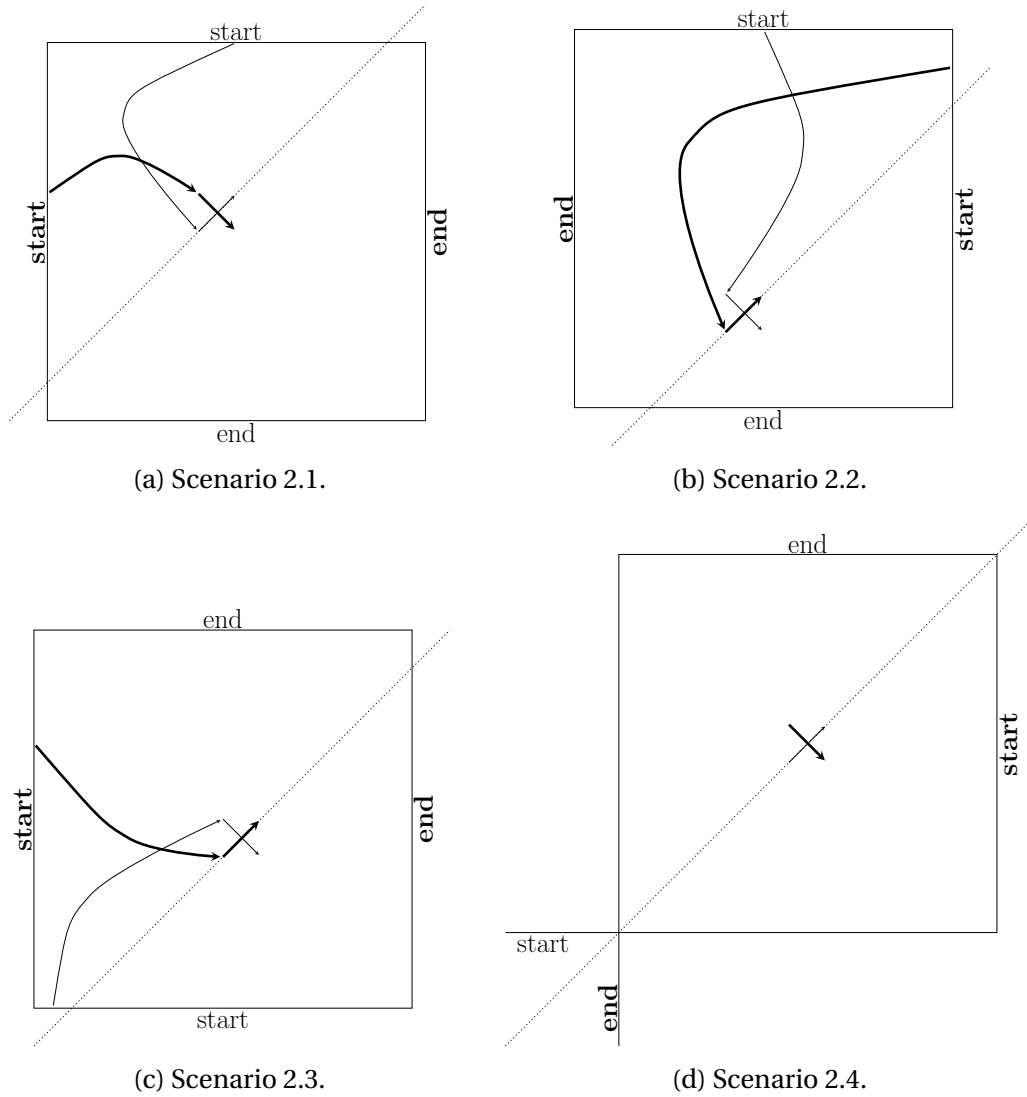 start
start
end
end
(a) Scenario 2.1.
start
end
start
end
(b) Scenario 2.2.
end
start
end
start
(c) Scenario 2.3.
end
start
start
end
(d) Scenario 2.4.